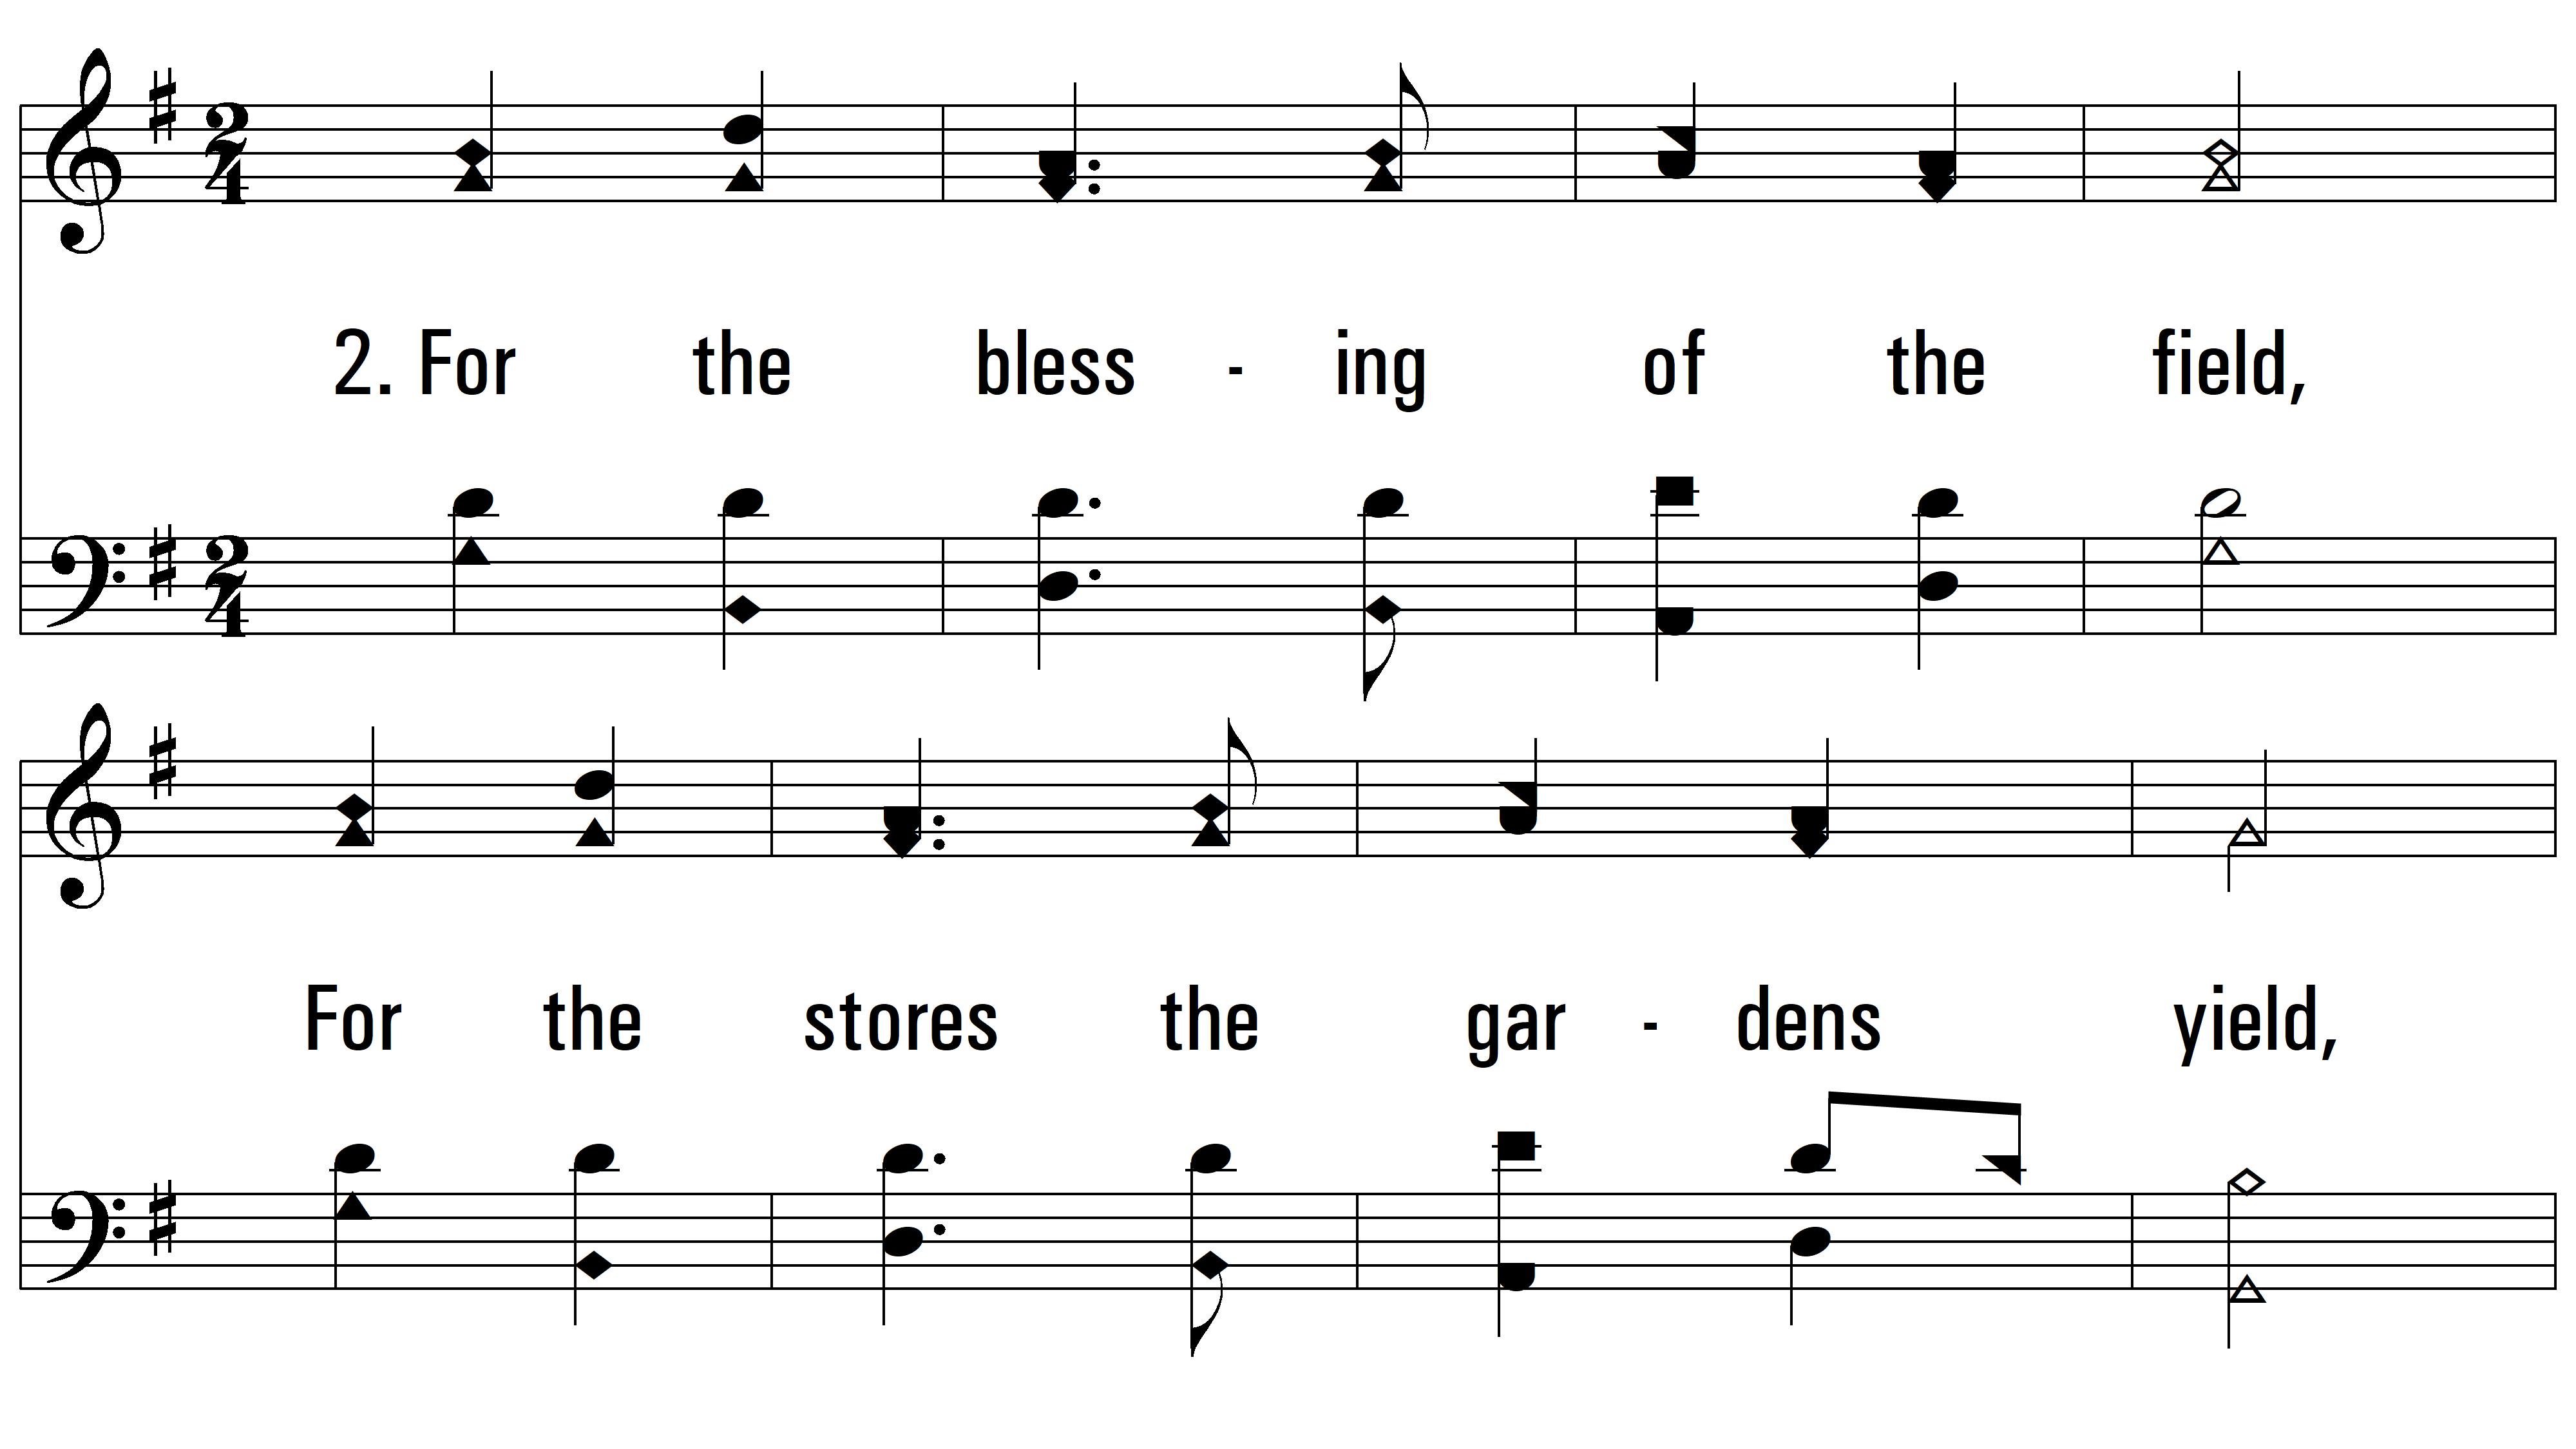 2. For the bless - ing of the field,
For the stores the gar - dens yield,